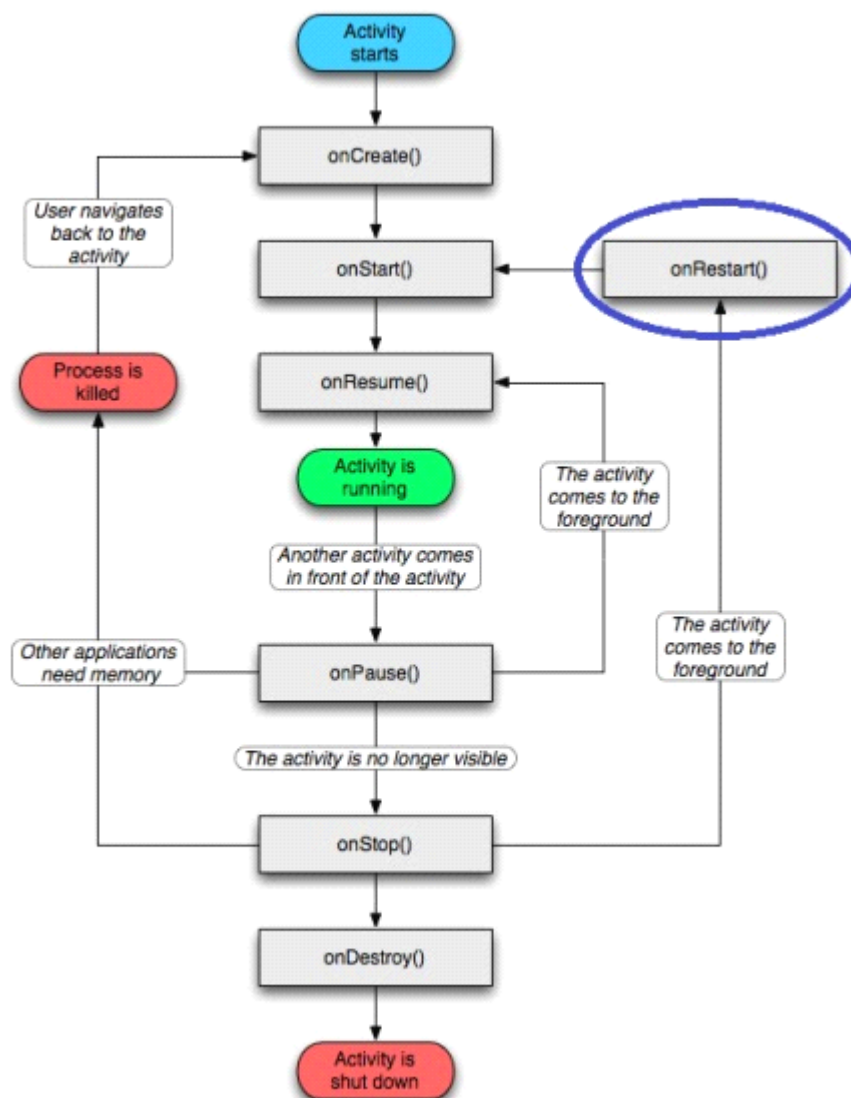 Activity
starts
onCreate()
User navigates
back to the
activity
onStart()
onRestart()
Process is
killed
onResume()
Activity is
running
The activity
comes to the
foreground
Another activity comes
in front of the activity
The activity
comes to the
foreground
Other applications
need memory
onPause()
The activity is no longer visible
onStop()
onDestroy()
Activity is
shut down